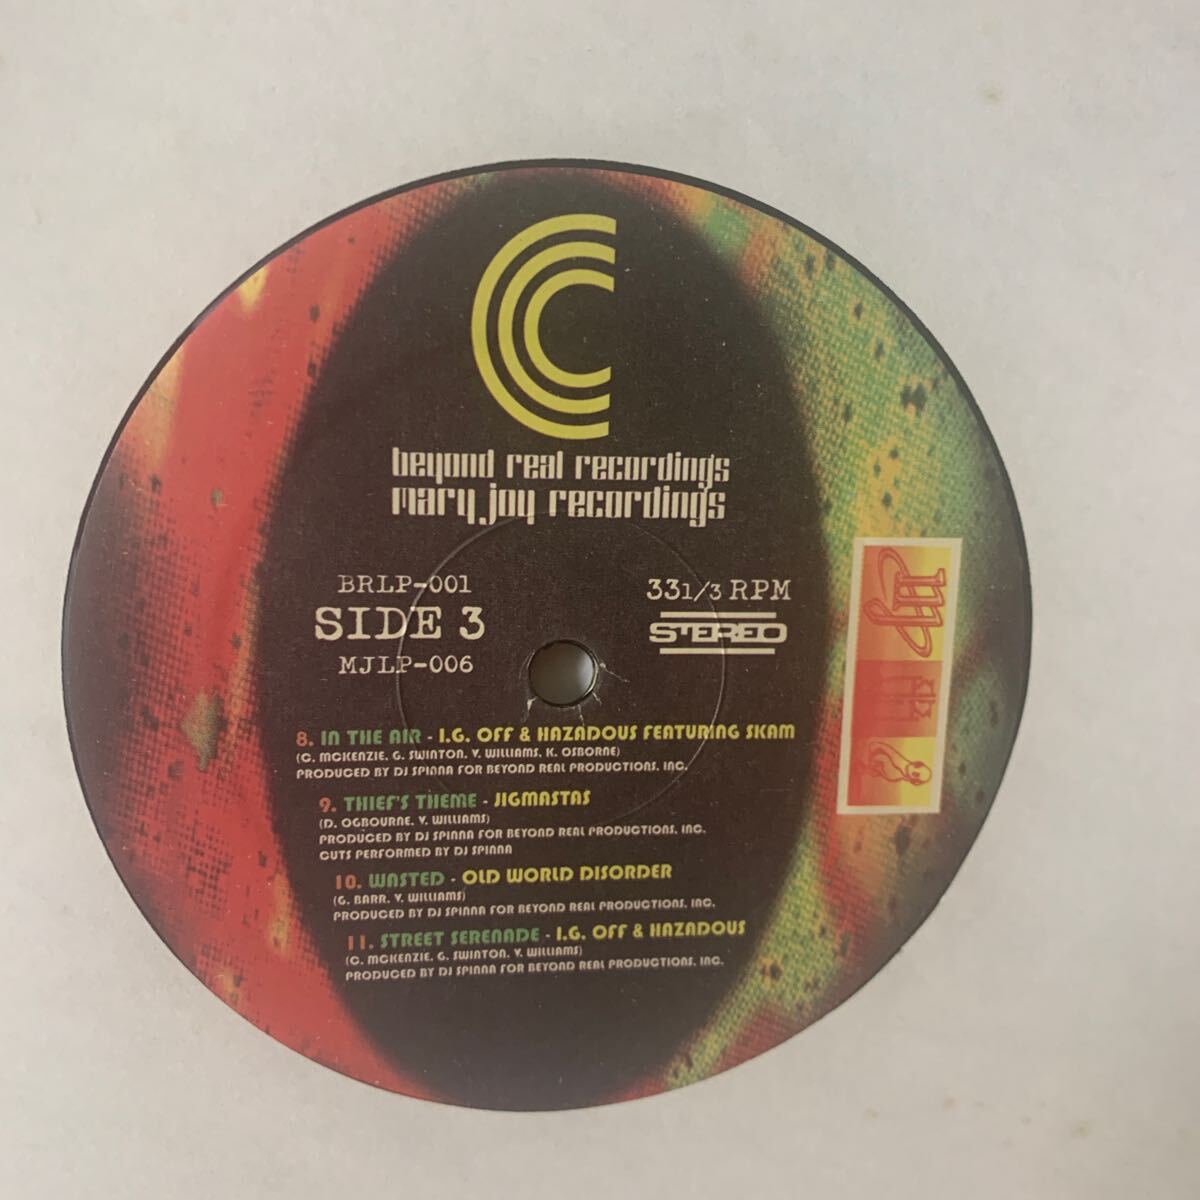 beyond real recordings
mary joy recordings
BRLP-001
SIDE 3
MJLP-006
33 1/3 RPM
STEREO
8. IN THE AIR - I.G. OFF & HAZADOUS FEATURING SKAM
(C. MCKENZIE, G. SWINTON, V. WILLIAMS, K. OSBORNE)
PRODUCED BY DJ SPINNA FOR BEYOND REAL PRODUCTIONS, INC.
9. THIEF'S THEME - JIGMASTAS
(D. OGBOURNE, V. WILLIAMS)
PRODUCED BY DJ SPINNA FOR BEYOND REAL PRODUCTIONS, INC.
CUTS PERFORMED BY DJ SPINNA
10. WASTED - OLD WORLD DISORDER
(G. BARR, V. WILLIAMS)
PRODUCED BY DJ SPINNA FOR BEYOND REAL PRODUCTIONS, INC.
11. STREET SERENADE - I.G. OFF & HAZADOUS
(C. MCKENZIE, G. SWINTON, V. WILLIAMS)
PRODUCED BY DJ SPINNA FOR BEYOND REAL PRODUCTIONS, INC.